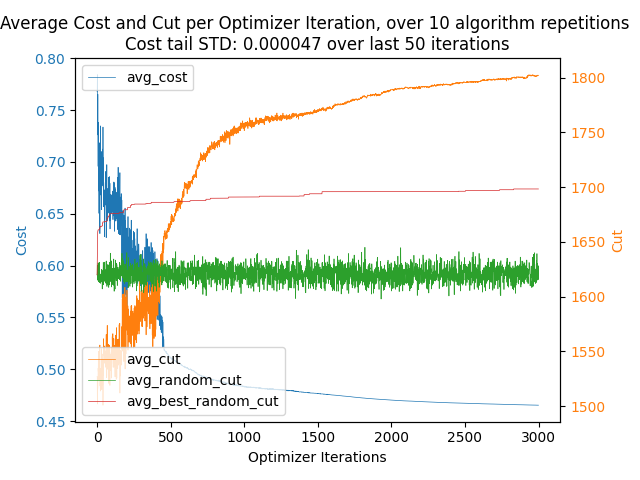 Average Cost and Cut per Optimizer Iteration, over 10 algorithm repetitions
Cost tail STD: 0.000047 over last 50 iterations
avg_cost
0.80
0.75
0.70
0.65
0.60
0.55
0.50
0.45
Cost
1800
1750
1700
1650
1600
1550
1500
Cut
avg_cut
avg_random_cut
avg_best_random_cut
0
500
1000
1500
2000
2500
3000
Optimizer Iterations